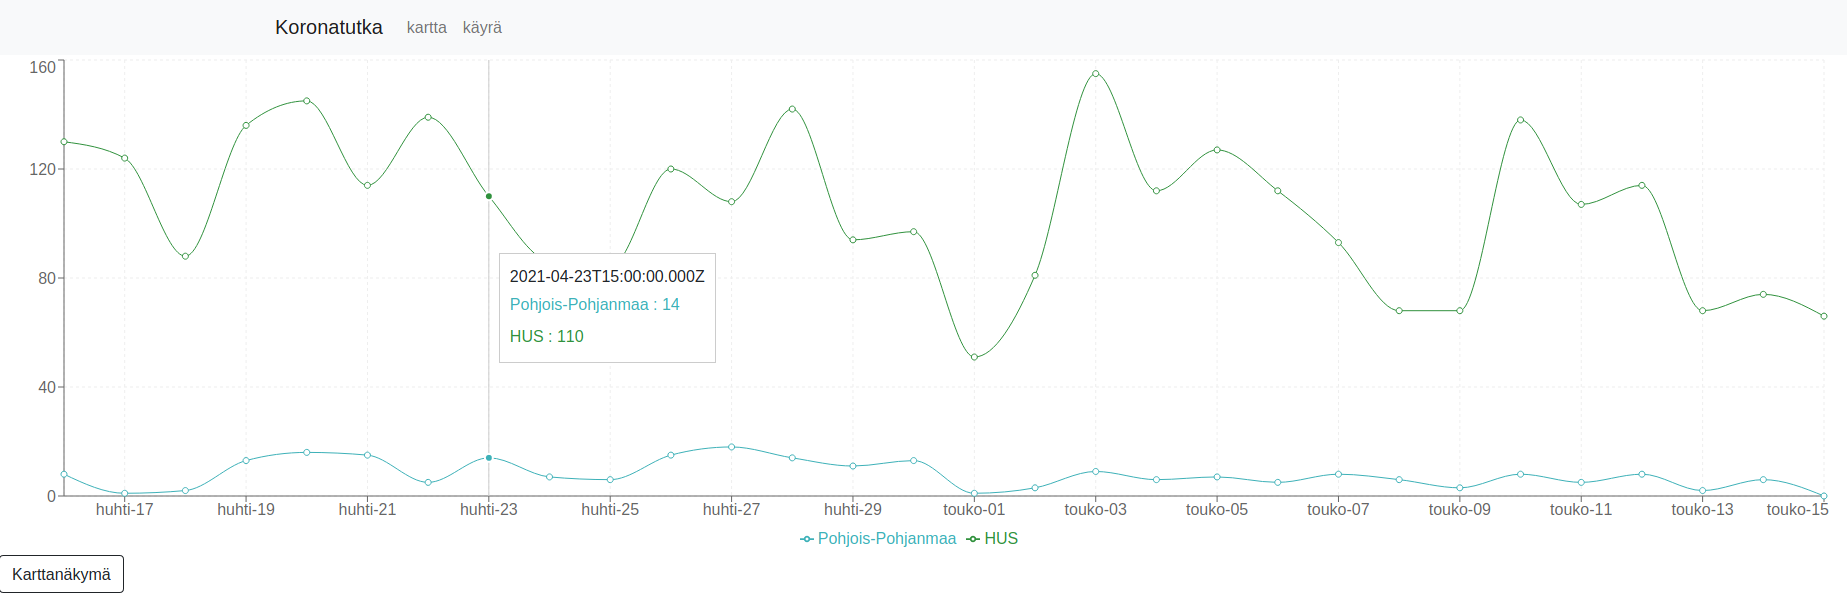 Koronatutka kartta käyrä
160
120
80
40
0
2021-04-23T15:00:00.000Z
Pohjois-Pohjanmaa : 14
HUS : 110
huhti-17 huhti-19 huhti-21 huhti-23 huhti-25 huhti-27 huhti-29 touko-01 touko-03 touko-05 touko-07 touko-09 touko-11 touko-13 touko-15
Pohjois-Pohjanmaa HUS
Karttanäkymä